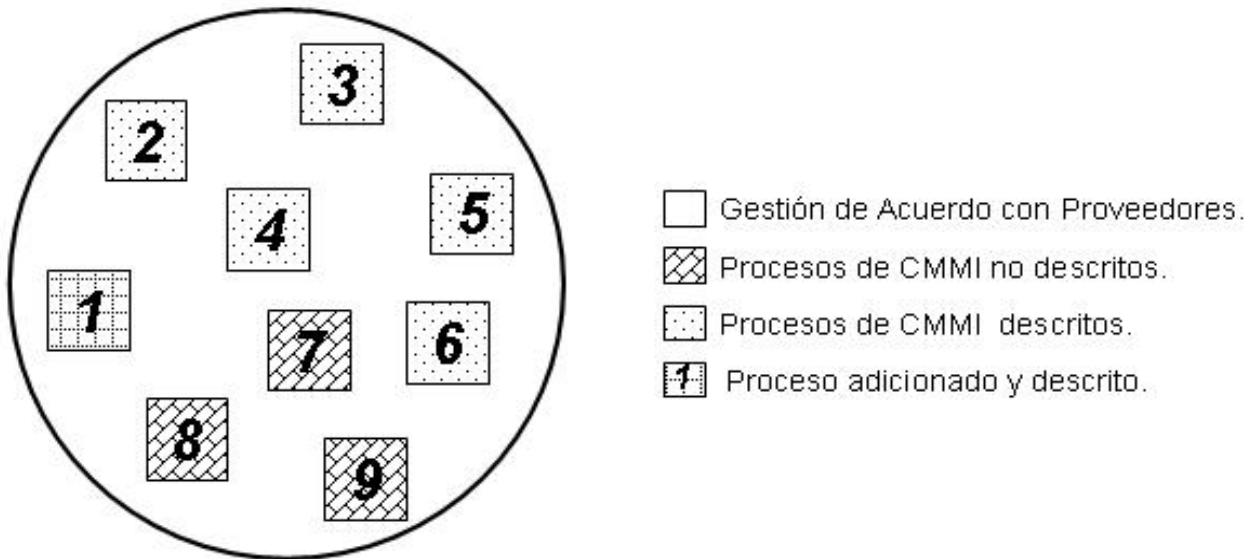 3
2
5
4
1
7
6
8
9
Gestión de Acuerdo con Proveedores.
Procesos de CMMI no descritos.
Procesos de CMMI descritos.
1 Proceso adicionado y descrito.